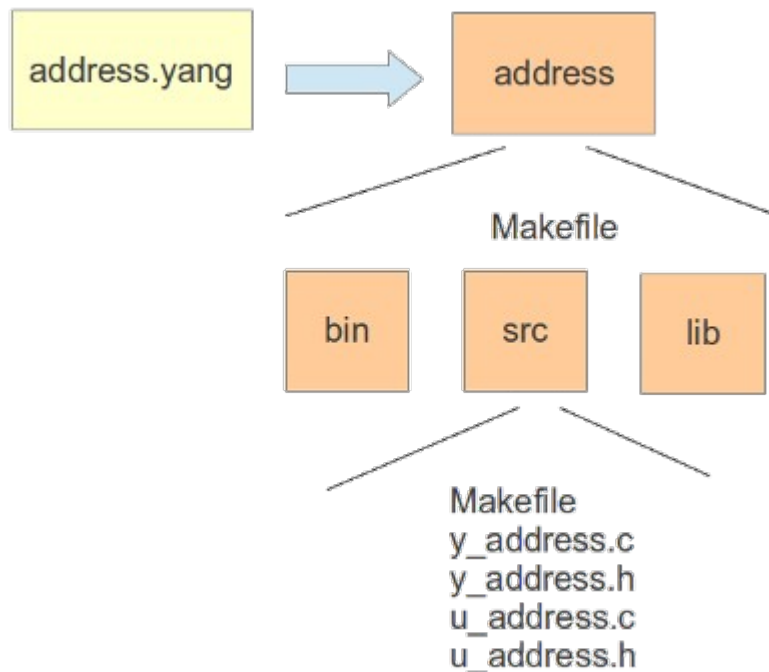 address.yang
address
Makefile
bin
src
lib
Makefile
y_address.c
y_address.h
u_address.c
u_address.h